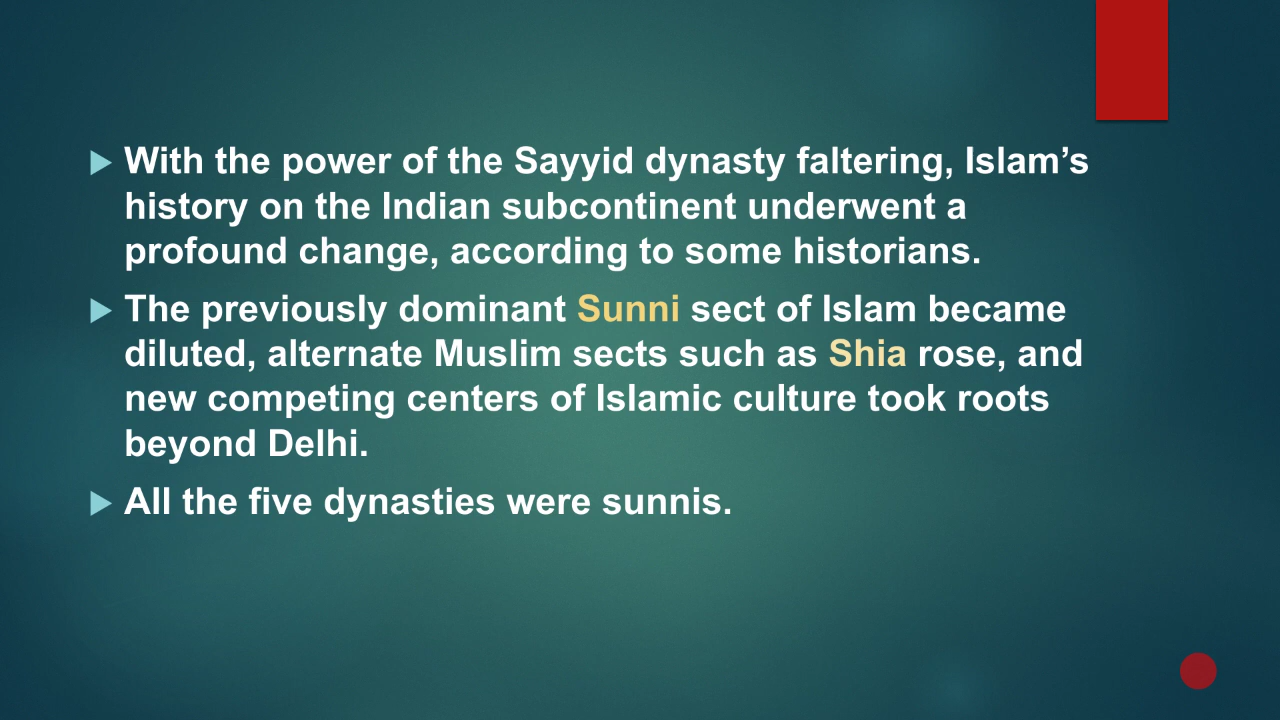 With the power of the Sayyid dynasty faltering, Islam’s
history on the Indian subcontinent underwent a
profound change, according to some historians.
The previously dominant Sunni sect of Islam became
diluted, alternate Muslim sects such as Shia rose, and
new competing centers of Islamic culture took roots
beyond Delhi.
All the five dynasties were sunnis.